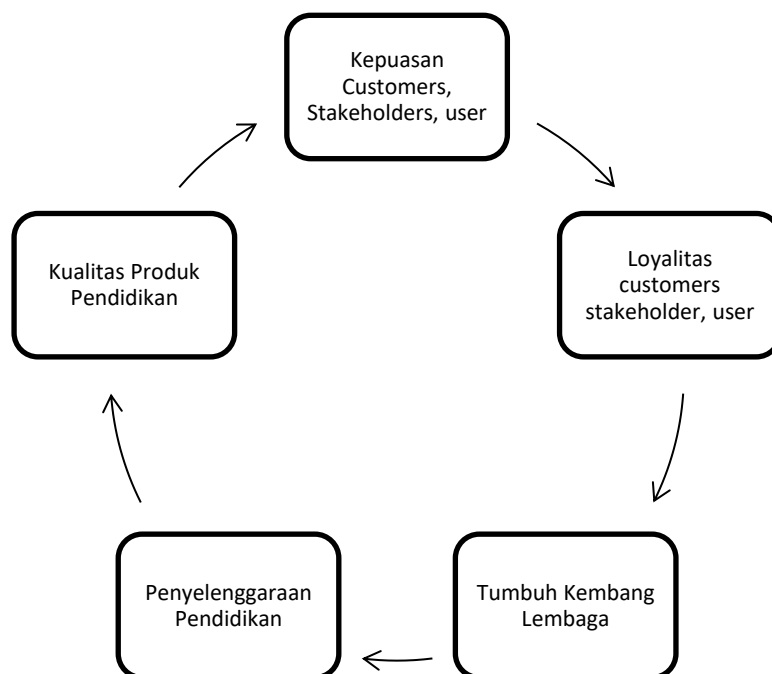 Kepuasan
Customers,
Stakeholders, user
Loyalitas
customers
stakeholder, user
Tumbuh Kembang
Lembaga
Penyelenggaraan
Pendidikan
Kualitas Produk
Pendidikan